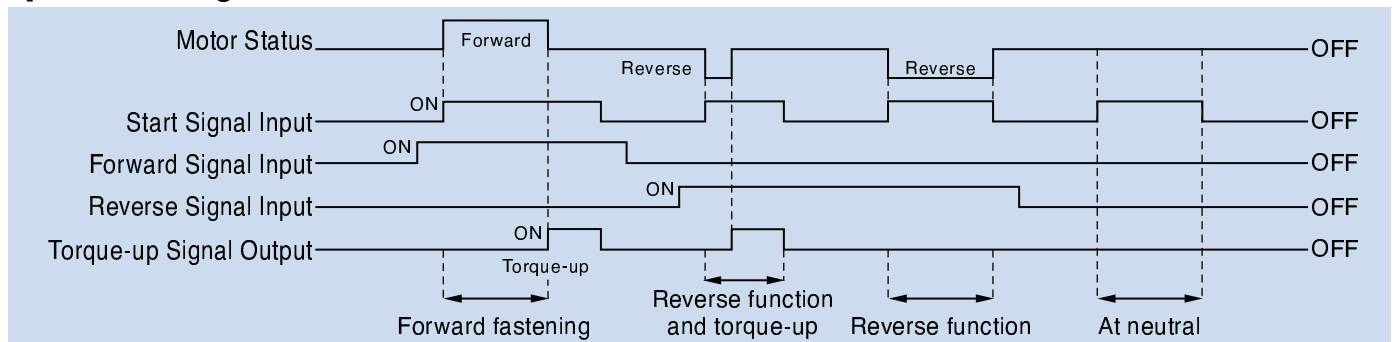 Motor Status
Forward
Reverse
Reverse
OFF
Start Signal Input
ON
OFF
Forward Signal Input
ON
OFF
Reverse Signal Input
ON
OFF
Torque-up Signal Output
ON
OFF
Torque-up
Forward fastening
Reverse function
and torque-up
Reverse function
At neutral